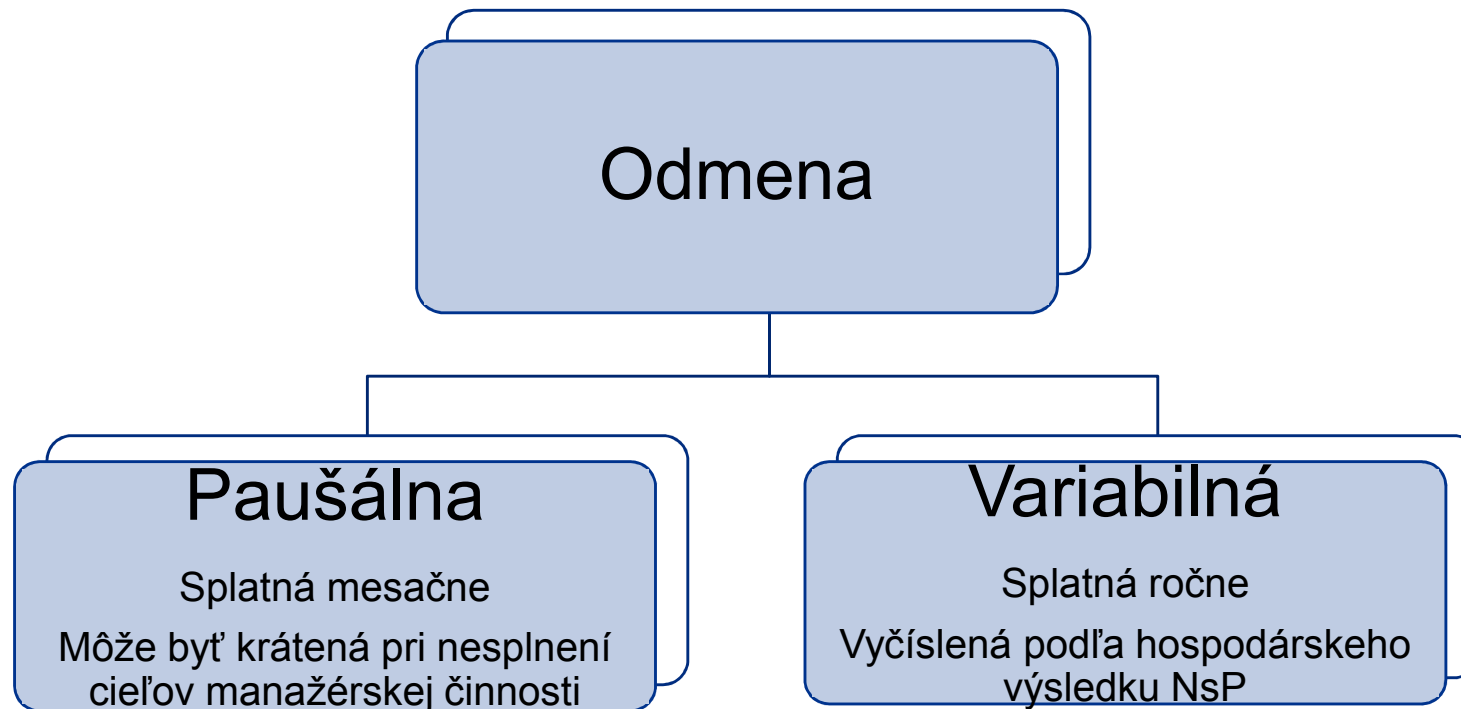 Odmena
Paušálna
Splatná mesačne
Môže byť krátená pri nesplnení
cieľov manažérskej činnosti
Variabilná
Splatná ročne
Vyčíslená podľa hospodárskeho
výsledku NsP